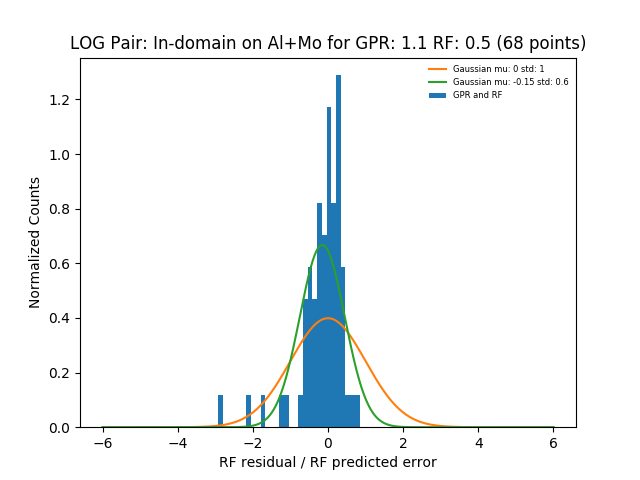 LOG Pair: In-domain on Al+Mo for GPR: 1.1 RF: 0.5 (68 points)
Gaussian mu: 0 std: 1
Gaussian mu: -0.15 std: 0.6
GPR and RF
1.2
1.0
0.8
0.6
0.4
0.2
0.0
Normalized Counts
−6 −4 −2 0 2 4 6
RF residual / RF predicted error